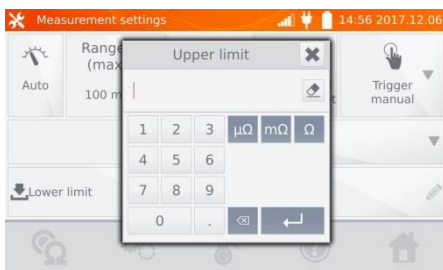 Measurement settings 14:56 2017.12.06
Upper limit
Auto
Range
(max
100 m
Trigger
manual
1 2 3 µΩ mΩ Ω
4 5 6
7 8 9
0 .
Lower limit